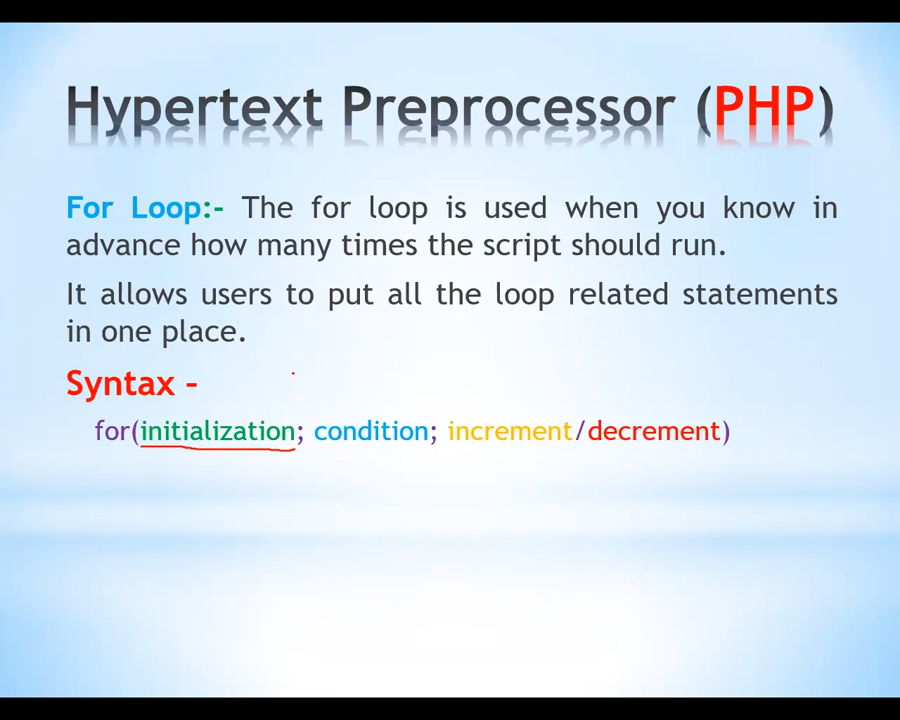 Hypertext Preprocessor (PHP)
For Loop:- The for loop is used when you know in
advance how many times the script should run.
It allows users to put all the loop related statements
in one place.
Syntax –
for(initialization; condition; increment/decrement)